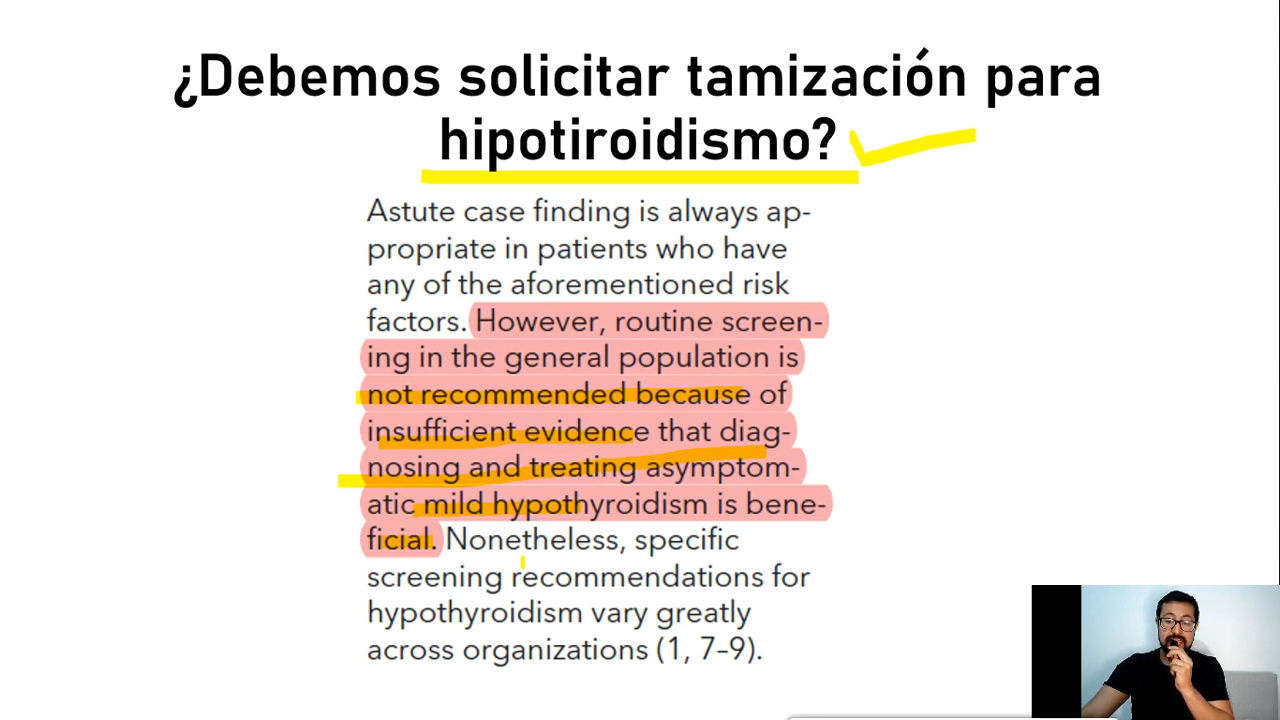 ¿Debemos solicitar tamización para
hipotiroidismo?
Astute case finding is always ap-
propriate in patients who have
any of the aforementioned risk
factors. However, routine screen-
ing in the general population is
not recommended because of
insufficient evidence that diag-
nosing and treating asymptom-
atic mild hypothyroidism is bene-
ficial. Nonetheless, specific
screening recommendations for
hypothyroidism vary greatly
across organizations (1, 7–9).